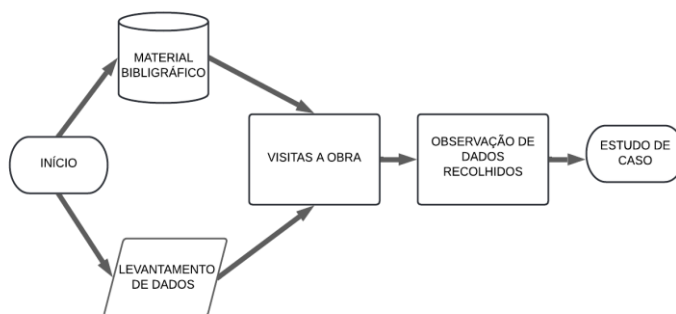 MATERIAL
BIBLIGRÁFICO
INÍCIO
VISITAS A OBRA
OBSERVAÇÃO DE
DADOS
RECOLHIDOS
ESTUDO DE
CASO
LEVANTAMENTO
DE DADOS